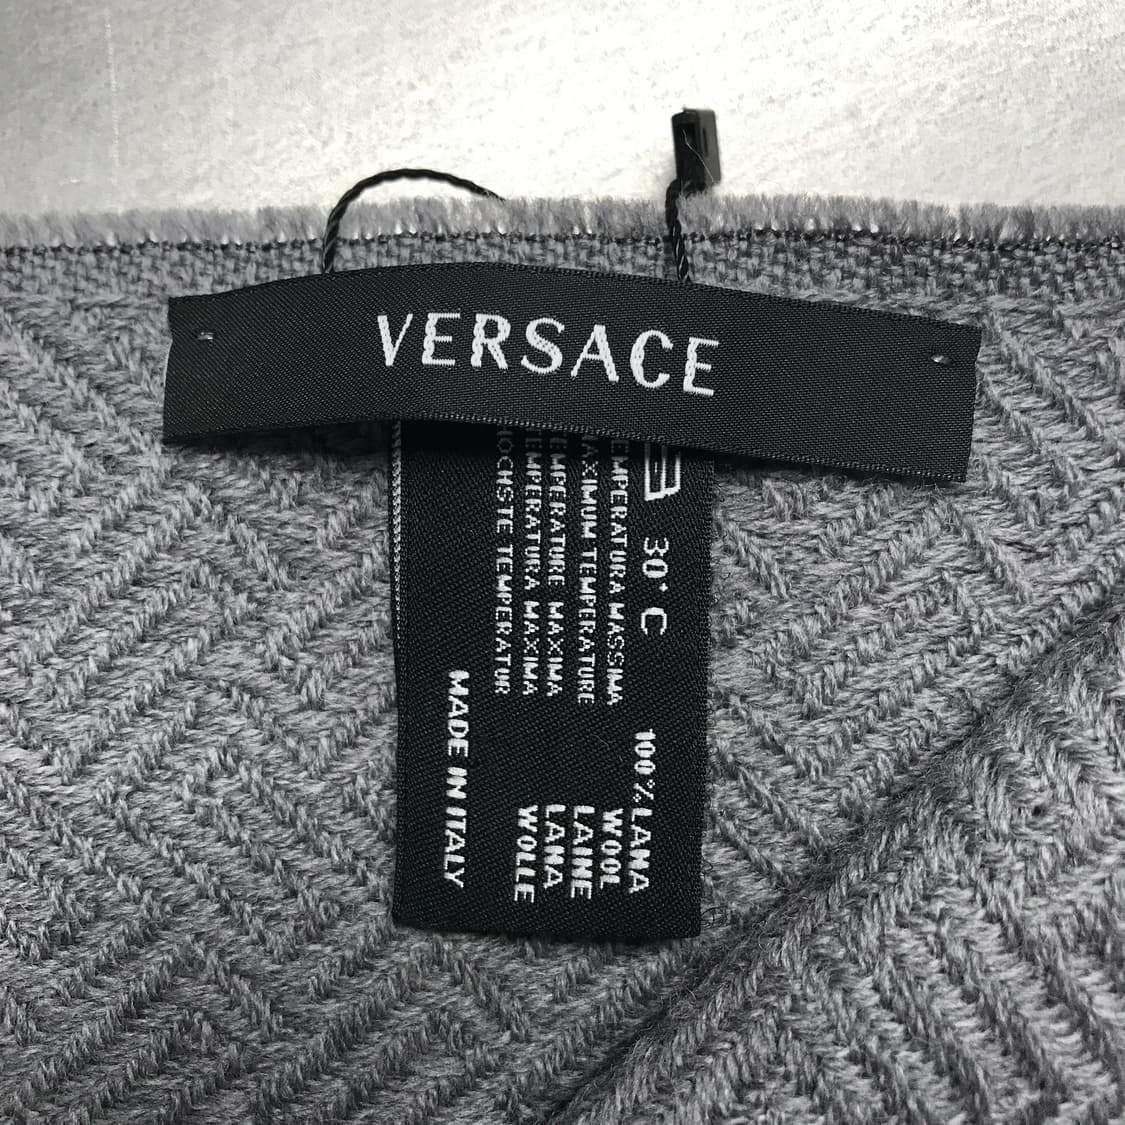 VERSACE
30° C
TEMPERATURA MASSIMA
MAXIMUM TEMPERATURE
TEMPERATURE MAXIMA
TEMPERATURA MAXIMA
HOCHSTE TEMPERATUR
100% LANA
WOOL
LAINE
LANA
WOLLE
MADE IN ITALY